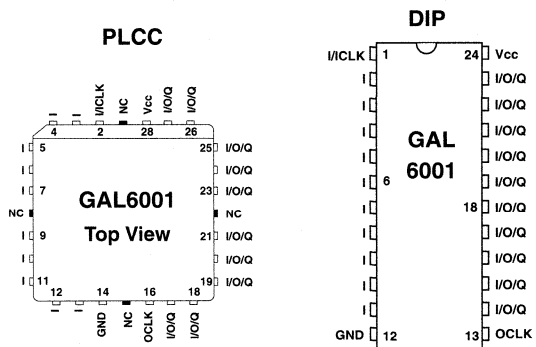 PLCC
DIP
I I I/ICLK NC Vcc I/O/Q I/O/Q
4 2 28 26
I 5 25 I/O/Q
I I/O/Q
I 7 23 I/O/Q
NC GAL6001 NC
I 9 Top View 21 I/O/Q
I I/O/Q
I 11 19 I/O/Q
12 14 16 18
I I GND NC OCLK I/O/Q I/O/Q
I/ICLK 1 24 Vcc
I I/O/Q
I I/O/Q
I I/O/Q
I GAL I/O/Q
I 6 6001 I/O/Q
I 18 I/O/Q
I I/O/Q
I I/O/Q
I I/O/Q
I I/O/Q
GND 12 13 OCLK